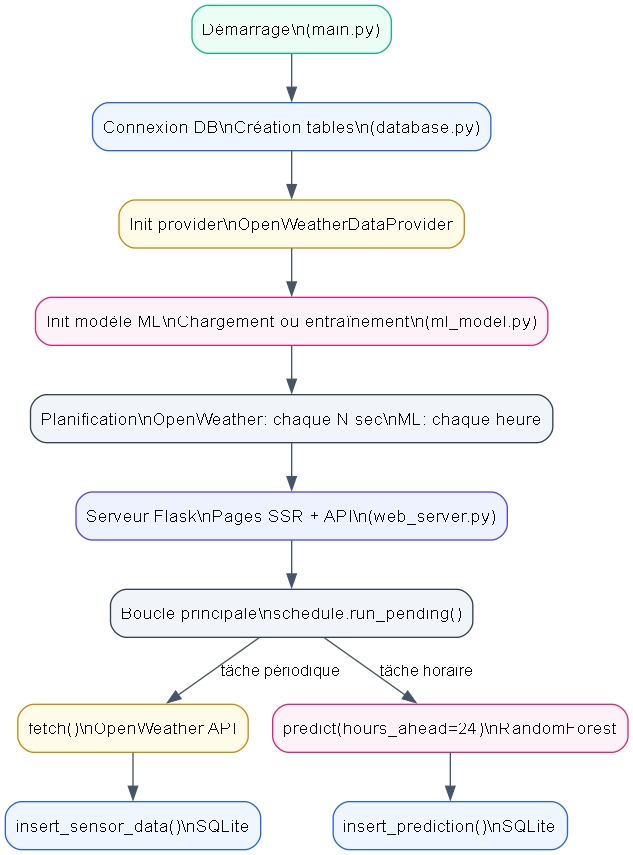 Démarrage\n(main.py)
Connexion DB\nCréation tables\n(database.py)
Init provider\nOpenWeatherDataProvider
Init modèle ML\nChargement ou entraînement\n(ml_model.py)
Planification\nOpenWeather: chaque N sec\nML: chaque heure
Serveur Flask\nPages SSR + API\n(web_server.py)
Boucle principale\nschedule.run_pending()
tâche périodique
tâche horaire
fetch()\nOpenWeather API
predict(hours_ahead=24)\nRandomForest
insert_sensor_data()\nSQLite
insert_prediction()\nSQLite